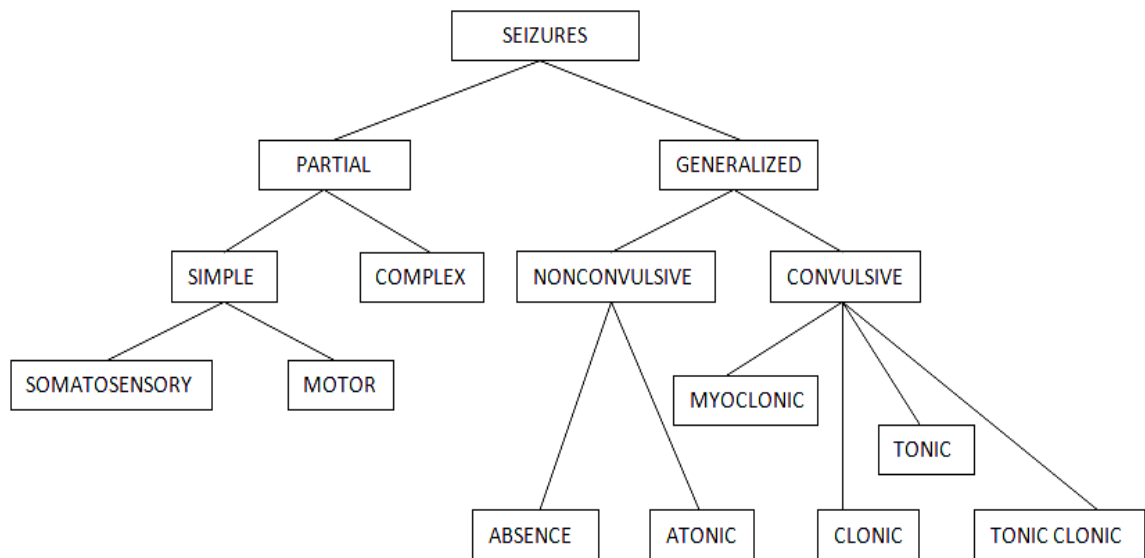 SEIZURES
PARTIAL
GENERALIZED
SIMPLE
COMPLEX
NONCONVULSIVE
CONVULSIVE
SOMATOSENSORY
MOTOR
MYOCLONIC
TONIC
ABSENCE
ATONIC
CLONIC
TONIC CLONIC